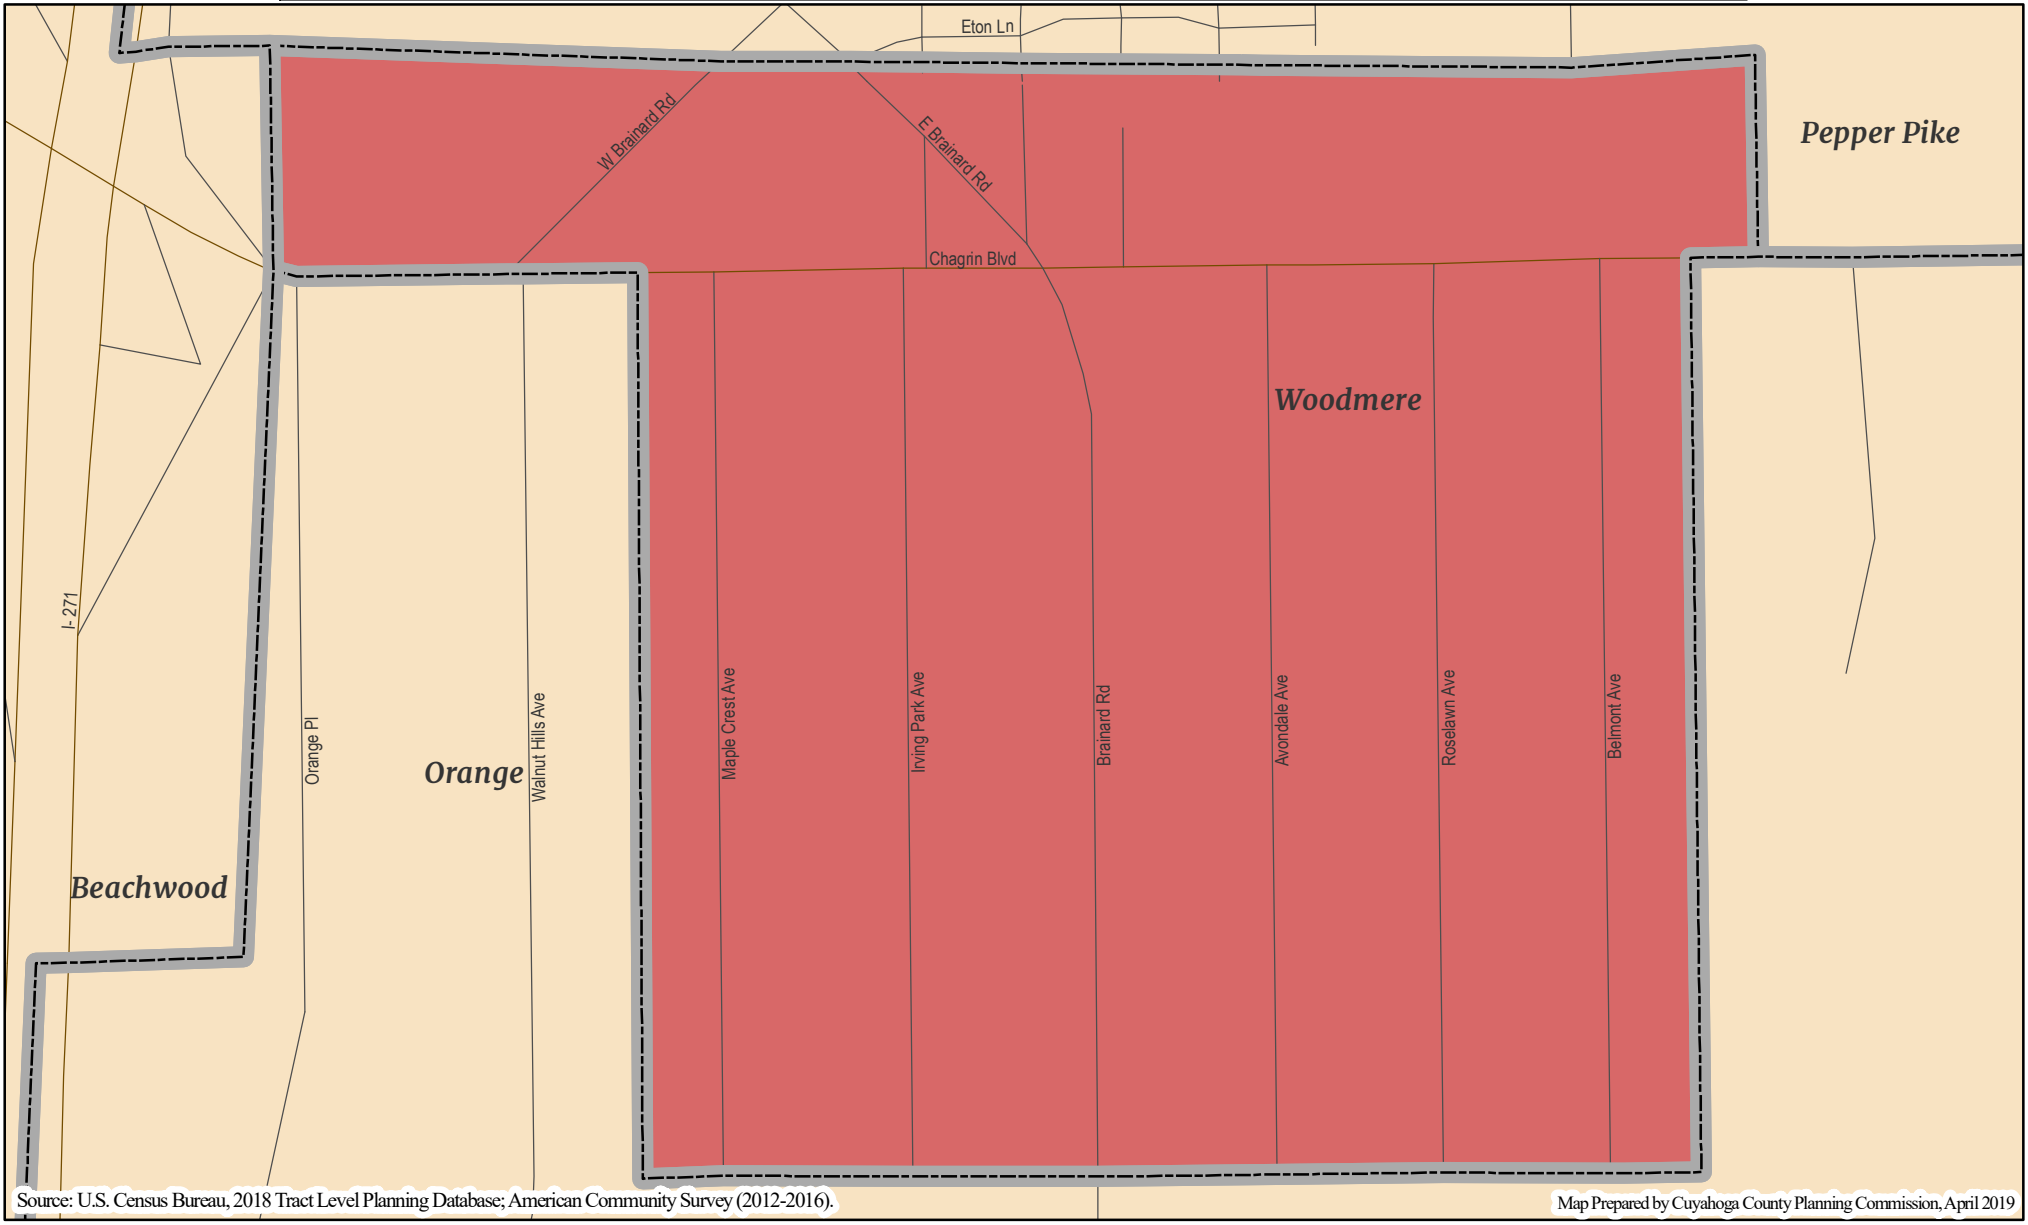 Eton Ln
W Brainard Rd
E Brainard Rd
Pepper Pike
Chagrin Blvd
Woodmere
I- 271
Orange Pl
Orange
Walnut Hills Ave
Maple Crest Ave
Irving Park Ave
Brainard Rd
Avondale Ave
Roselawn Ave
Belmont Ave
Beachwood
Source: U.S. Census Bureau, 2018 Tract Level Planning Database; American Community Survey (2012-2016).
Map Prepared by Cuyahoga County Planning Commission, April 2019